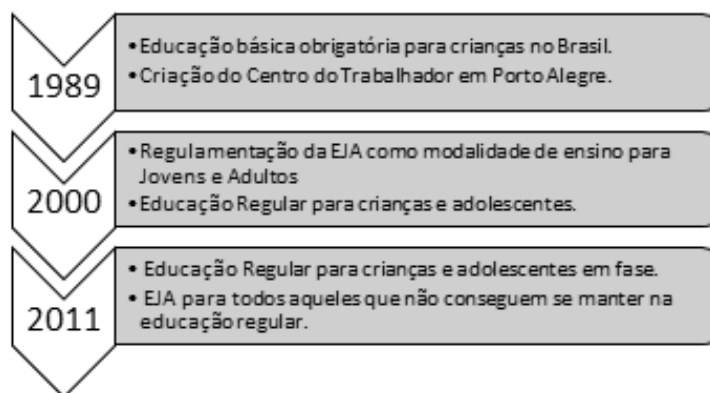 1989
•Educação básica obrigatória para crianças no Brasil.
•Criação do Centro do Trabalhador em Porto Alegre.
2000
•Regulamentação da EJA como modalidade de ensino para
Jovens e Adultos
•Educação Regular para crianças e adolescentes.
2011
• Educação Regular para crianças e adolescentes em fase.
• EJA para todos aqueles que não conseguem se manter na
educação regular.